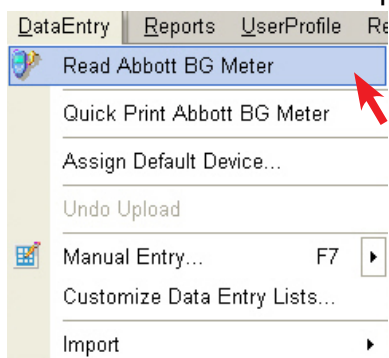 DataEntry Reports UserProfile Re
Read Abbott BG Meter
Quick Print Abbott BG Meter
Assign Default Device...
Undo Upload
Manual Entry... F7
Customize Data Entry Lists...
Import